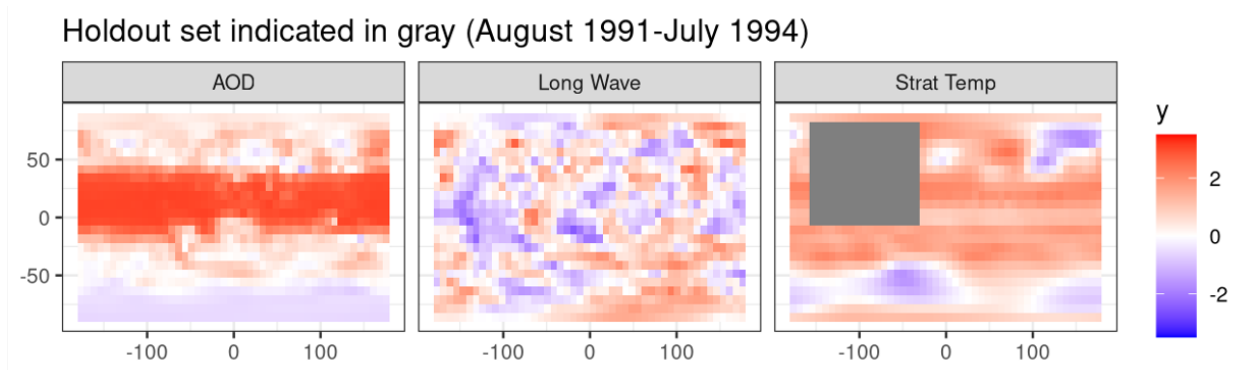 Holdout set indicated in gray (August 1991-July 1994)
AOD Long Wave Strat Temp
y
50
0
-50
2
0
-2
-100 0 100 -100 0 100 -100 0 100